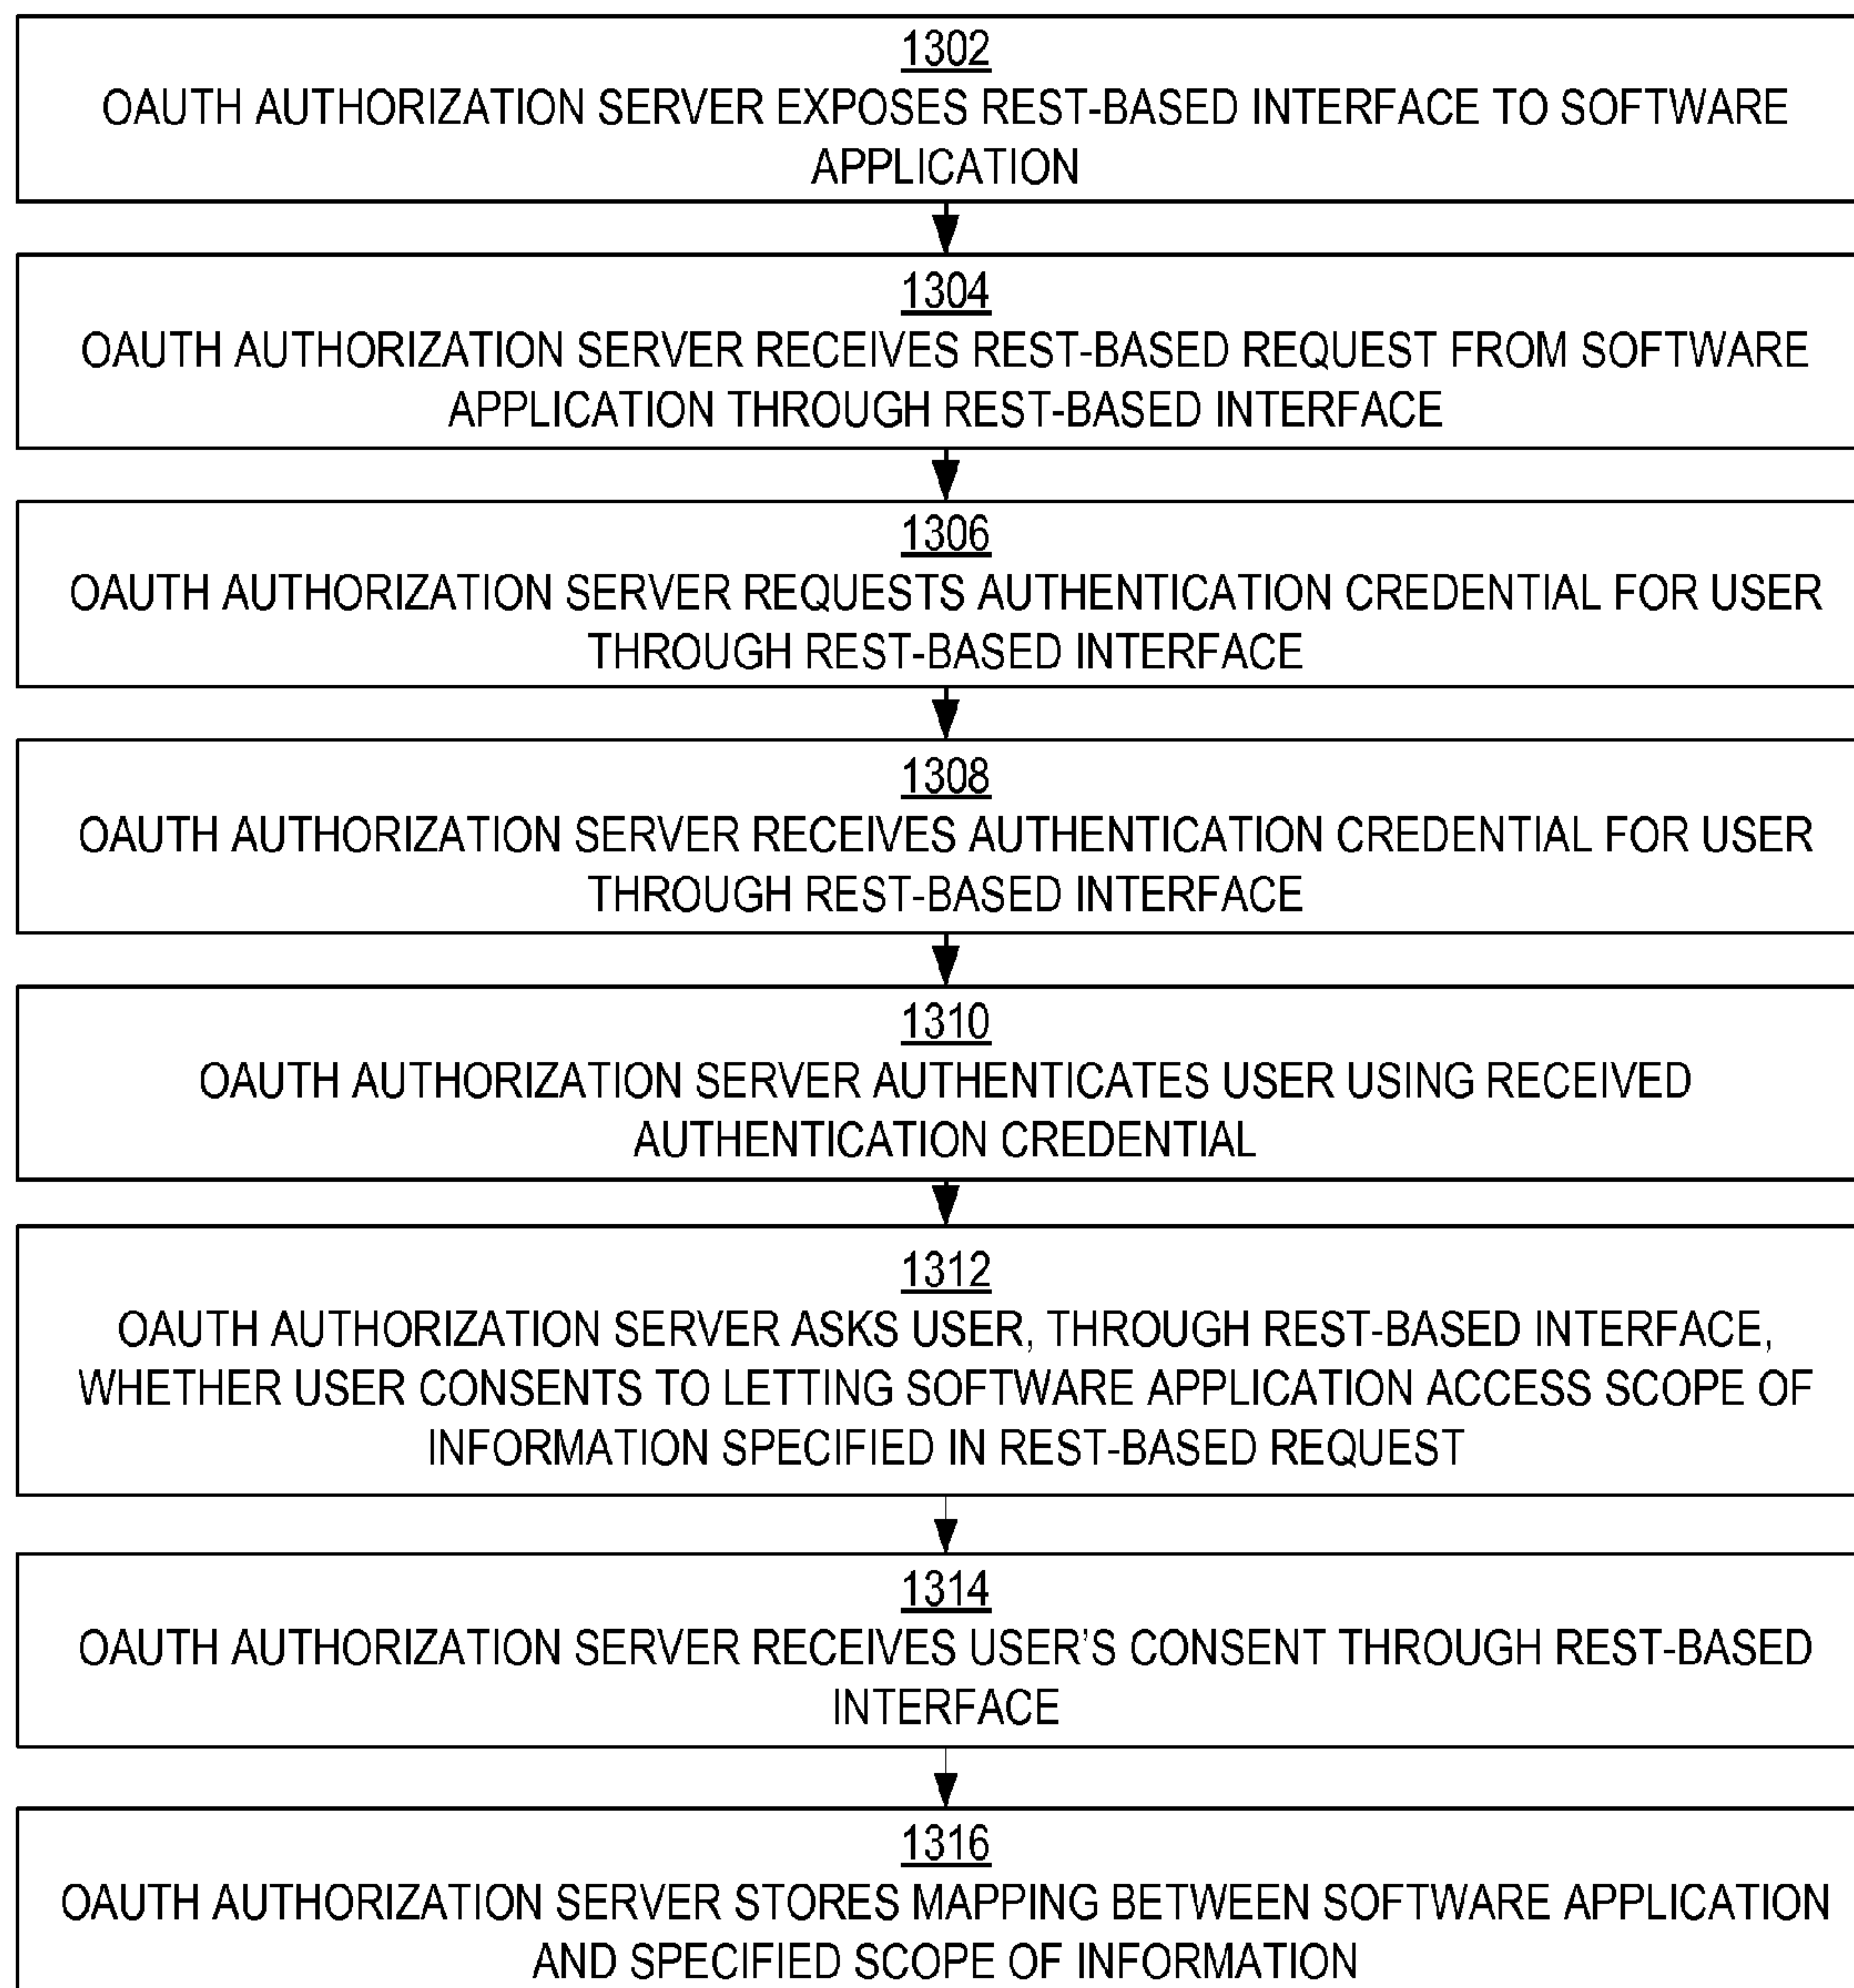 1302
OAUTH AUTHORIZATION SERVER EXPOSES REST-BASED INTERFACE TO SOFTWARE
APPLICATION
1304
OAUTH AUTHORIZATION SERVER RECEIVES REST-BASED REQUEST FROM SOFTWARE
APPLICATION THROUGH REST-BASED INTERFACE
1306
OAUTH AUTHORIZATION SERVER REQUESTS AUTHENTICATION CREDENTIAL FOR USER
THROUGH REST-BASED INTERFACE
1308
OAUTH AUTHORIZATION SERVER RECEIVES AUTHENTICATION CREDENTIAL FOR USER
THROUGH REST-BASED INTERFACE
1310
OAUTH AUTHORIZATION SERVER AUTHENTICATES USER USING RECEIVED
AUTHENTICATION CREDENTIAL
1312
OAUTH AUTHORIZATION SERVER ASKS USER, THROUGH REST-BASED INTERFACE,
WHETHER USER CONSENTS TO LETTING SOFTWARE APPLICATION ACCESS SCOPE OF
INFORMATION SPECIFIED IN REST-BASED REQUEST
1314
OAUTH AUTHORIZATION SERVER RECEIVES USER'S CONSENT THROUGH REST-BASED
INTERFACE
1316
OAUTH AUTHORIZATION SERVER STORES MAPPING BETWEEN SOFTWARE APPLICATION
AND SPECIFIED SCOPE OF INFORMATION